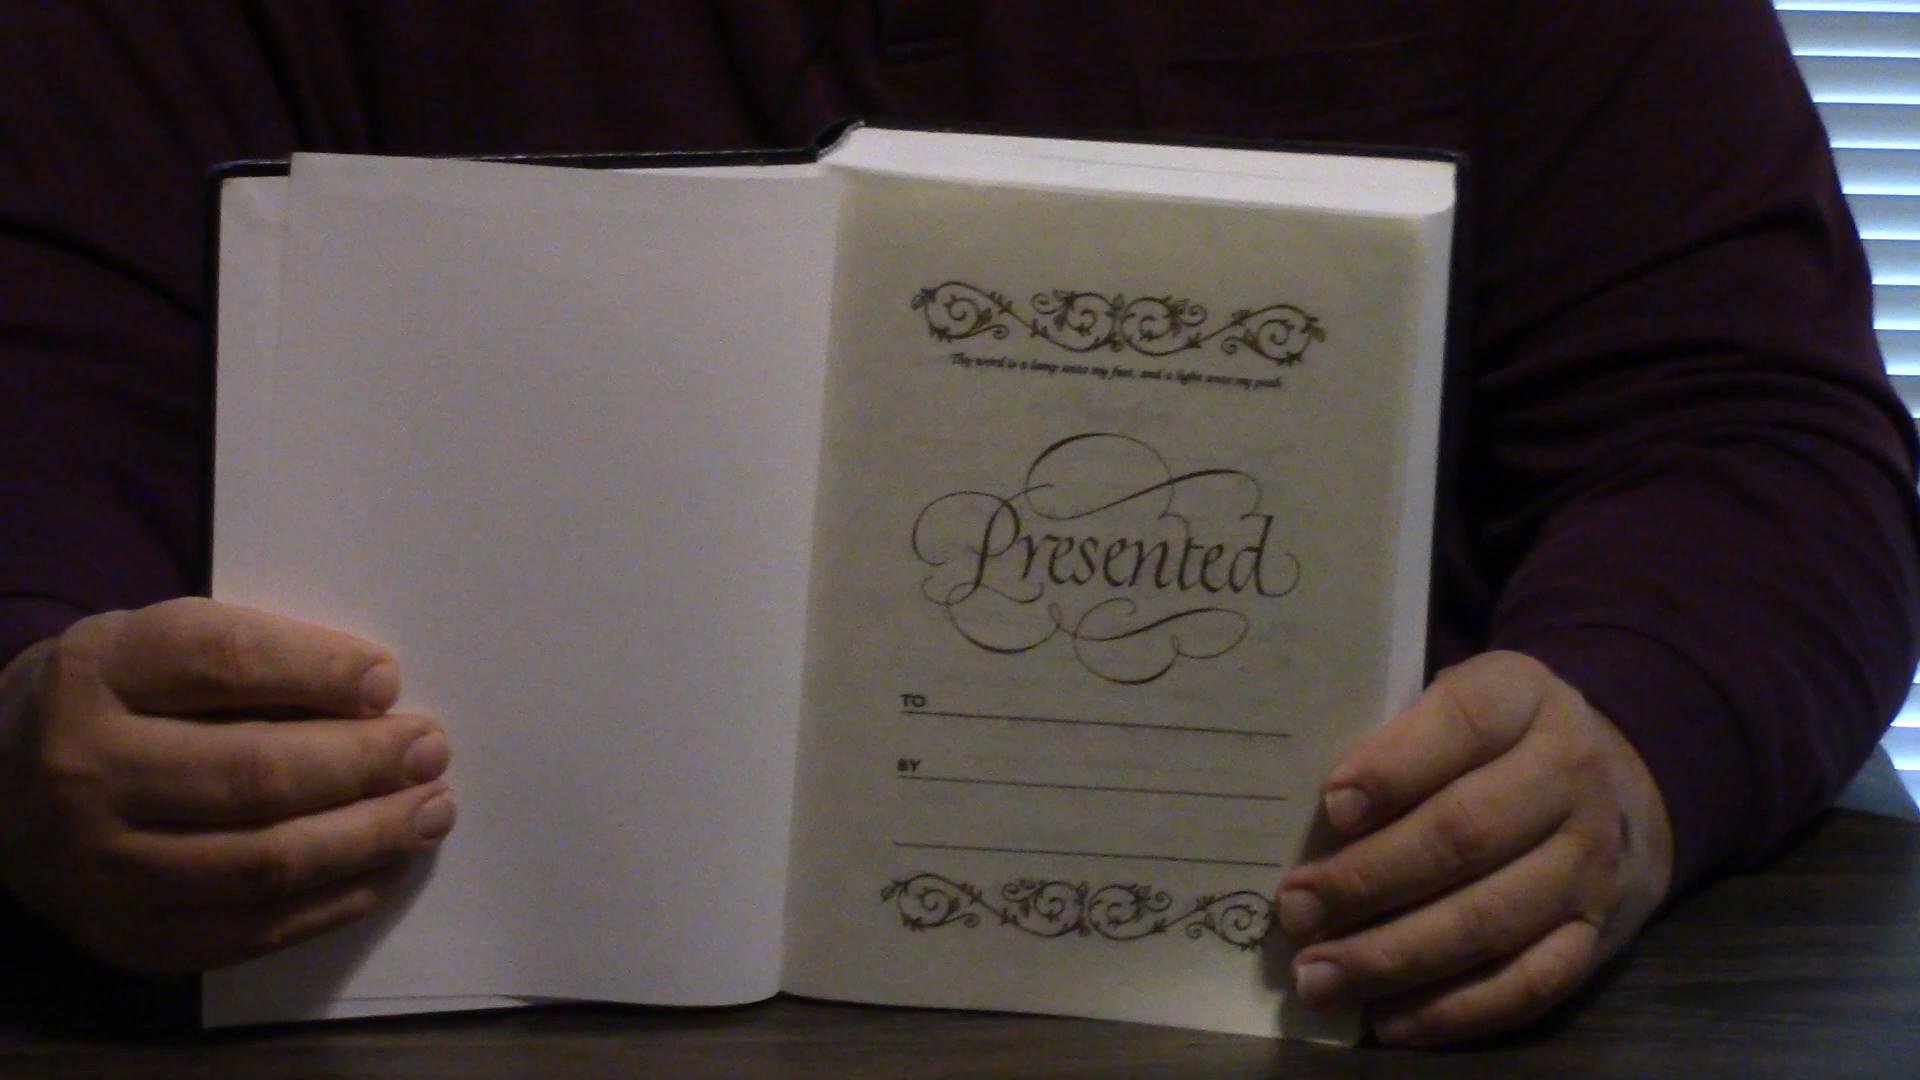 Thy word is a lamp unto my feet, and a light unto my path
Presented
TO
BY